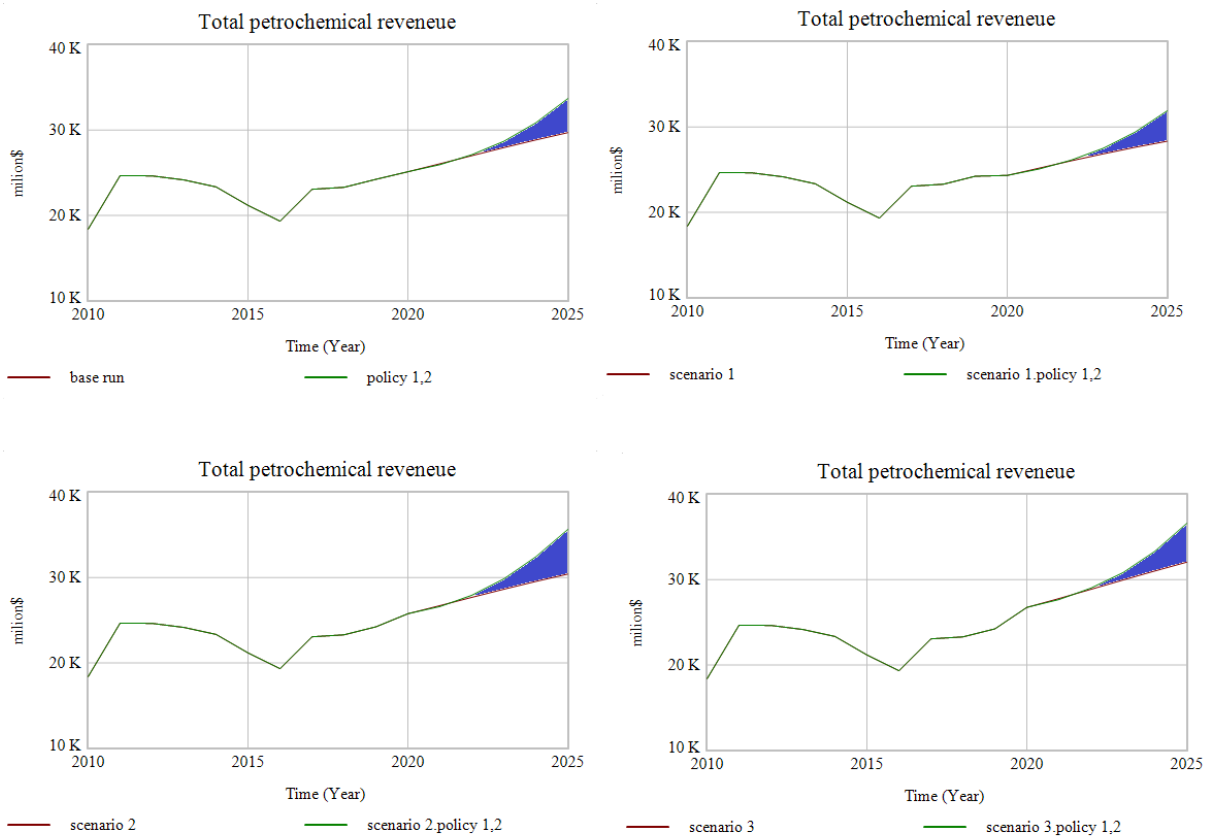 Total petrochemical reveneue
40 K
30 K
20 K
10 K
milion$
2010 2015 2020 2025
Time (Year)
base run policy 1,2
Total petrochemical reveneue
40 K
30 K
20 K
10 K
milion$
2010 2015 2020 2025
Time (Year)
scenario 1 scenario 1.policy 1,2
Total petrochemical reveneue
40 K
30 K
20 K
10 K
milion$
2010 2015 2020 2025
Time (Year)
scenario 2 scenario 2.policy 1,2
Total petrochemical reveneue
40 K
30 K
20 K
10 K
milion$
2010 2015 2020 2025
Time (Year)
scenario 3 scenario 3.policy 1,2